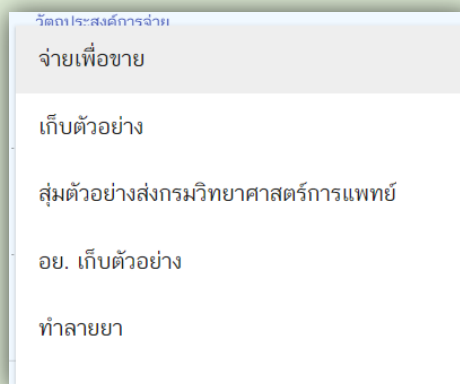 วัตถุประสงค์การจ่าย
จ่ายเพื่อขาย
เก็บตัวอย่าง
สุ่มตัวอย่างส่งกรมวิทยาศาสตร์การแพทย์
อย. เก็บตัวอย่าง
ทำลายยา